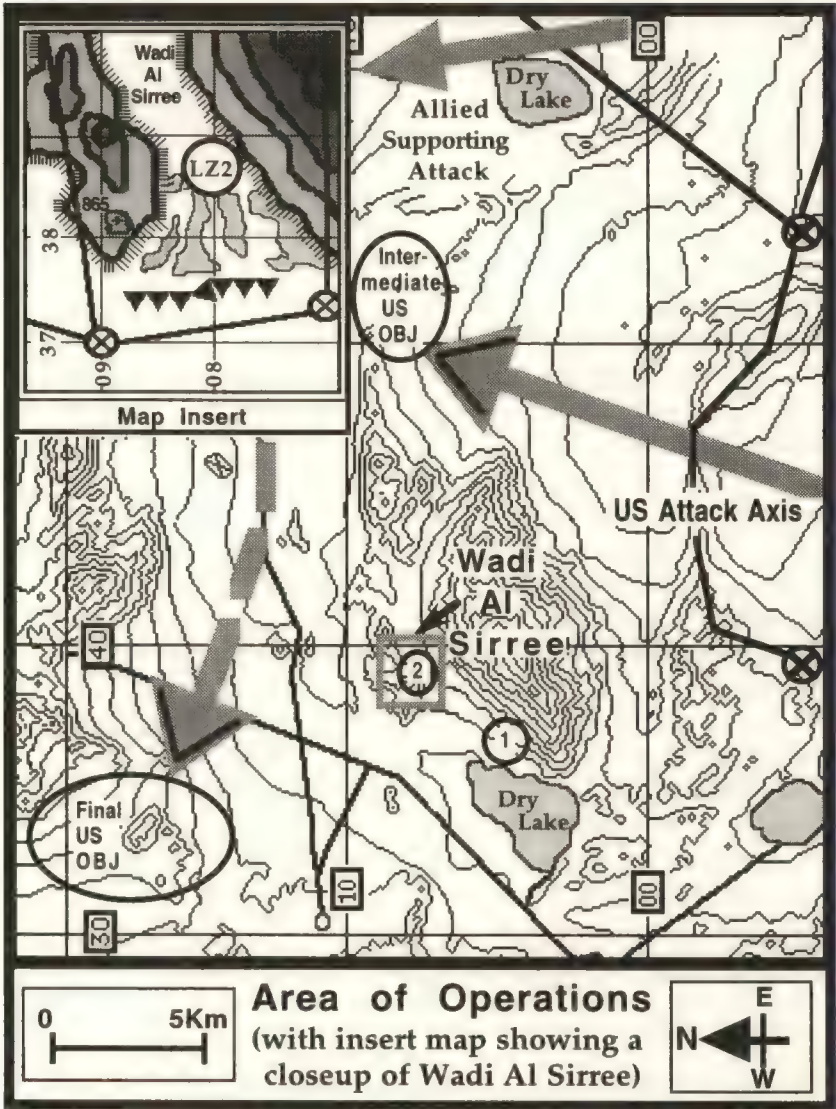 Wadi
Al
Sirree
LZ2
865
38
37
09
08
Map Insert
00
Dry
Lake
Allied
Supporting
Attack
Inter-
mediate
US
OBJ
US Attack Axis
Wadi
Al
Sirree
40
2
1
Dry
Lake
Final
US
OBJ
10
00
30
0 5Km
Area of Operations
(with insert map showing a
closeup of Wadi Al Sirree)
E
N
W